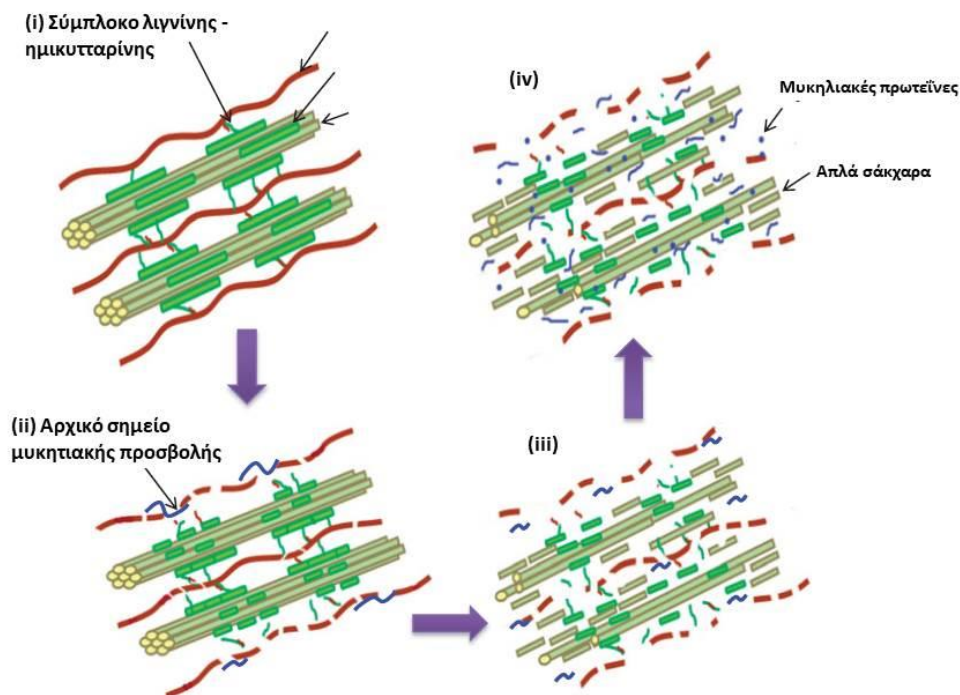 (i) Σύμπλοκο λιγνίνης -
ημικυτταρίνης
(iv)
Μυκηλιακές πρωτεΐνες
Απλά σάκχαρα
(ii) Αρχικό σημείο
μυκητιακής προσβολής
(iii)